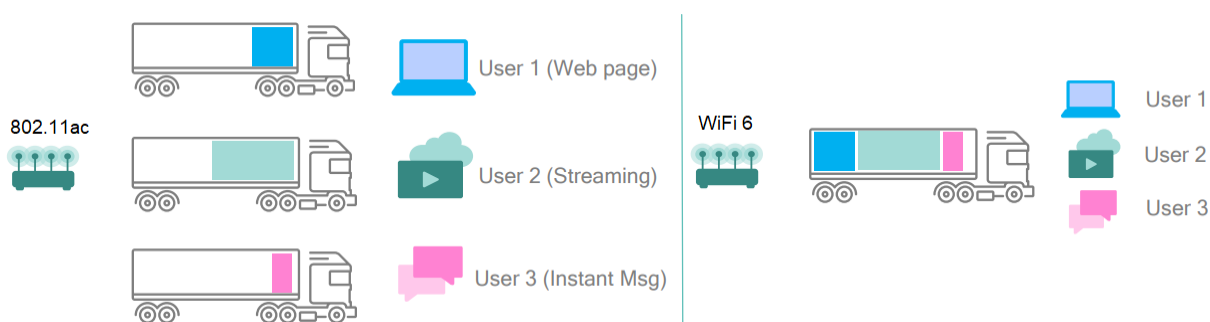 802.11ac
User 1 (Web page)
User 2 (Streaming)
User 3 (Instant Msg)
WiFi 6
User 1
User 2
User 3